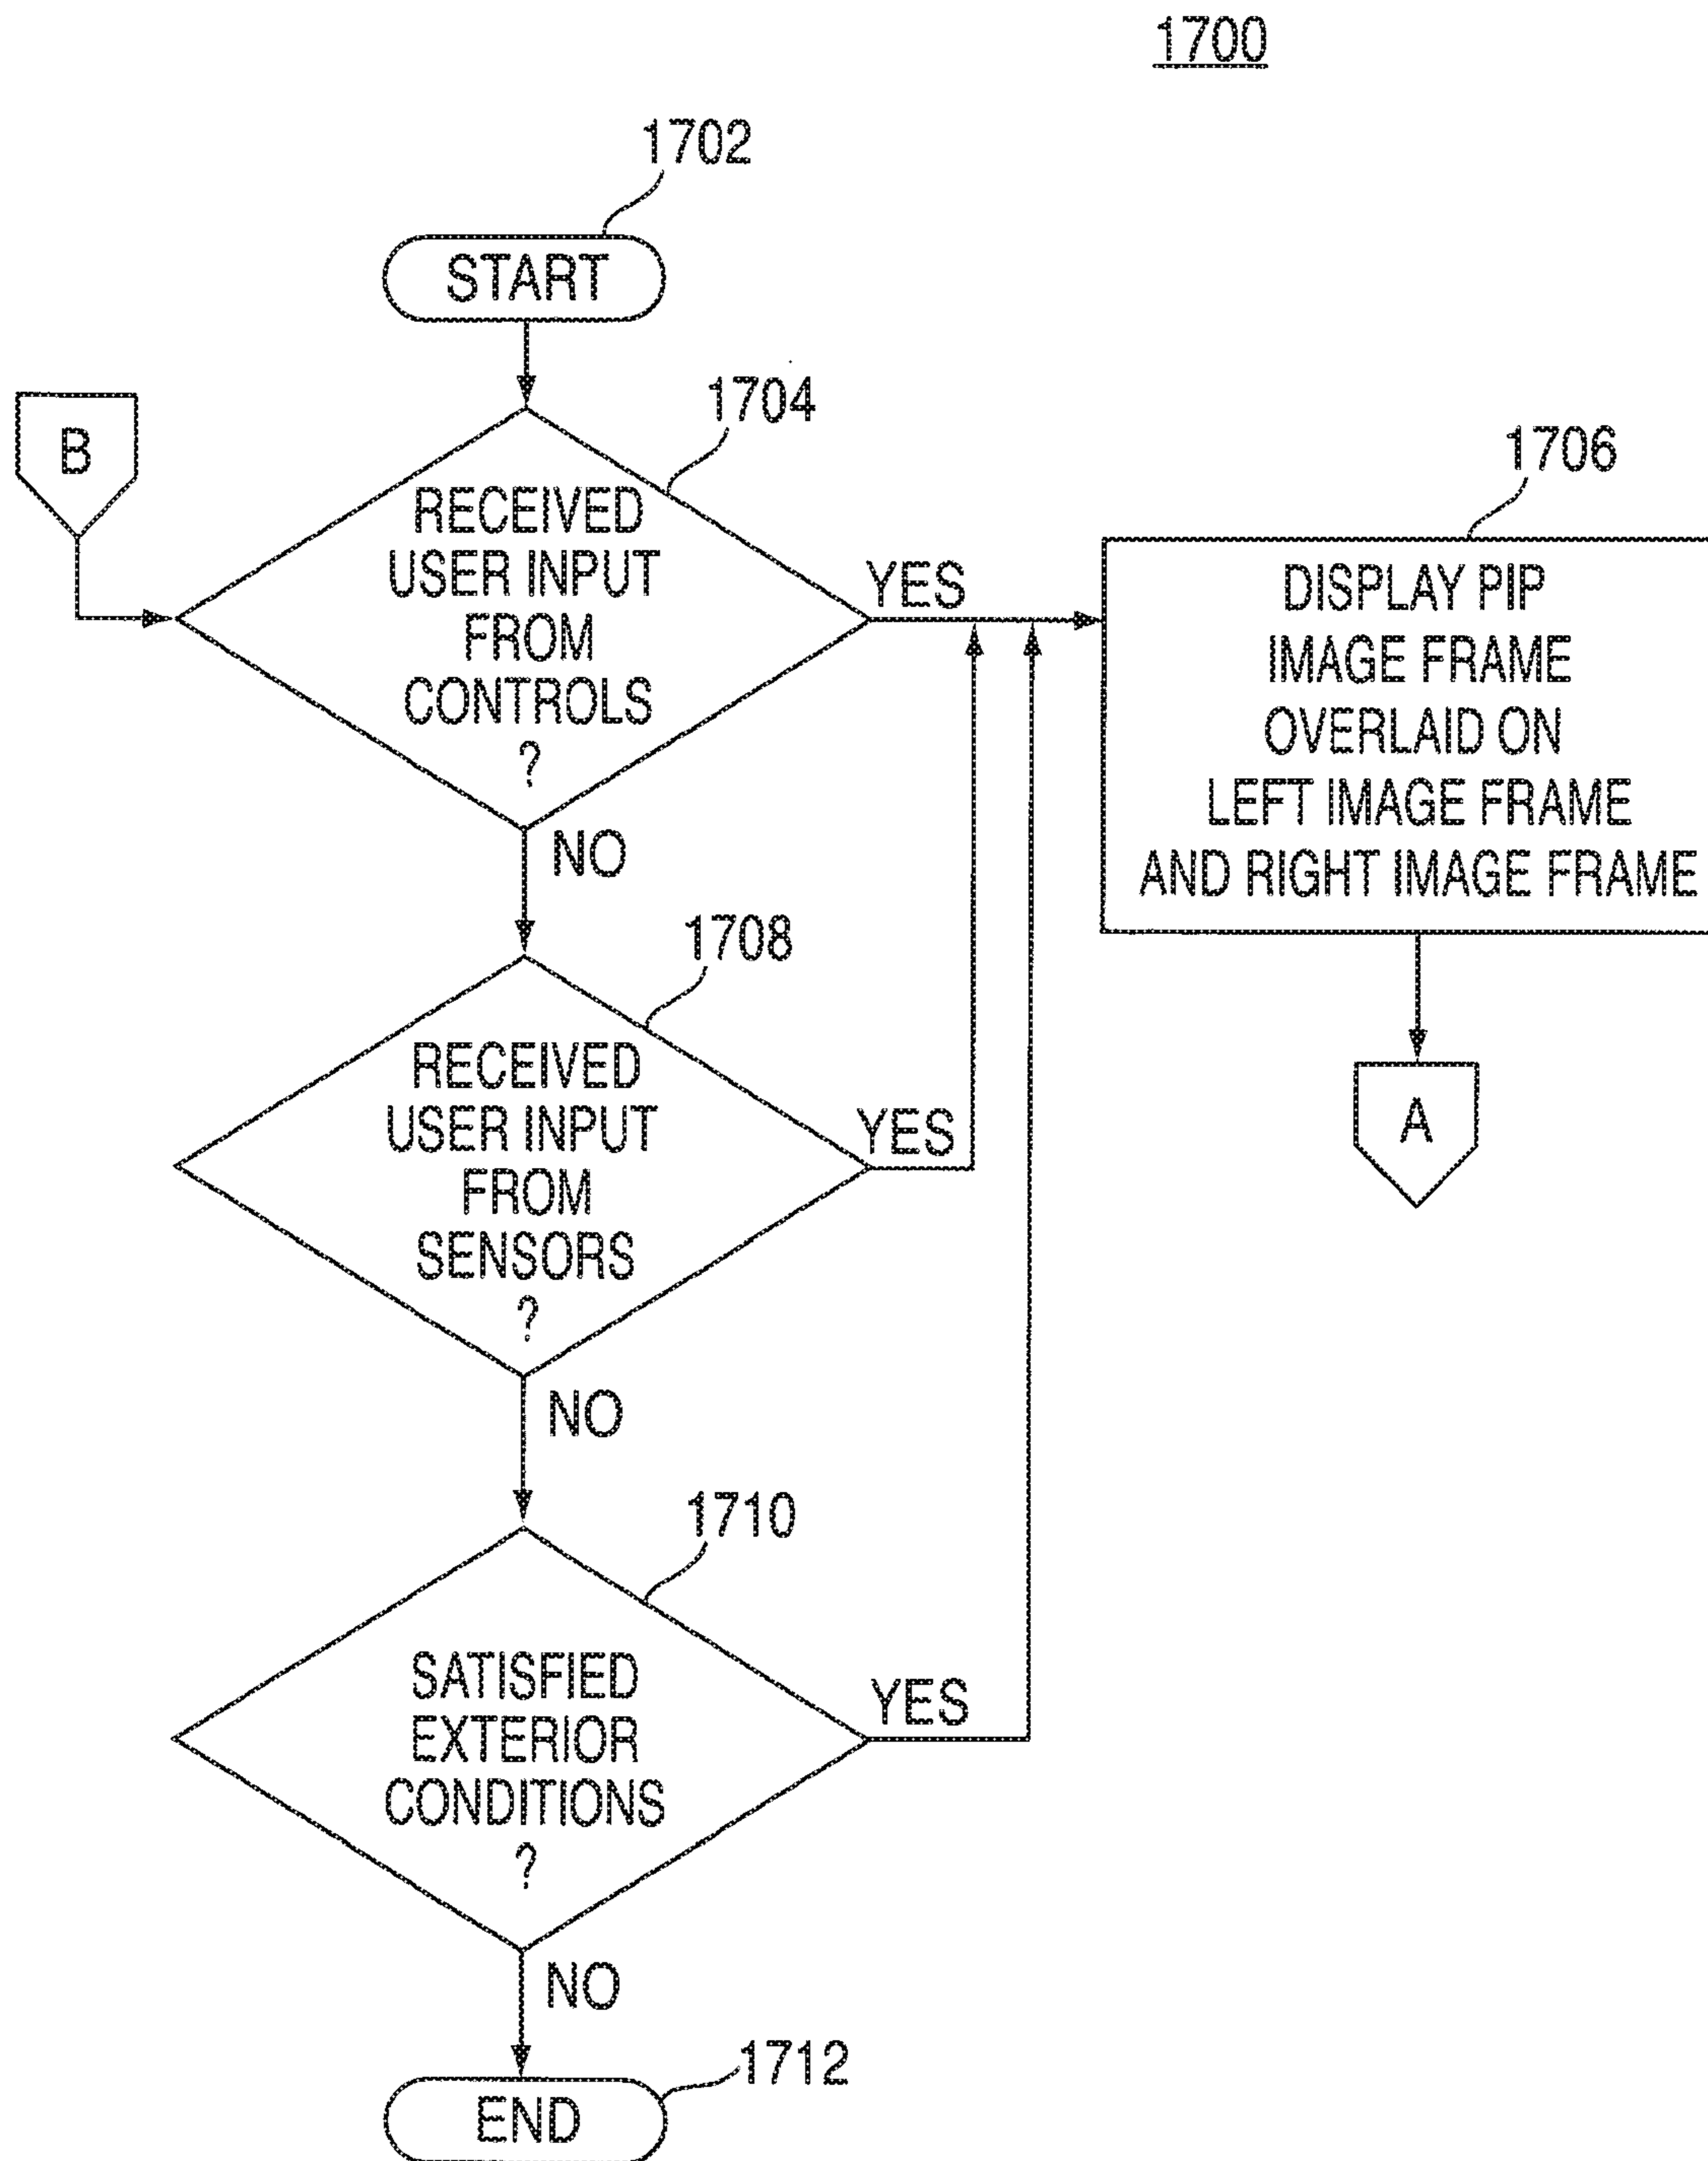 1700
1702
START
B
1704
RECEIVED
USER INPUT
FROM
CONTROLS
?
YES
NO
1706
DISPLAY PIP
IMAGE FRAME
OVERLAID ON
LEFT IMAGE FRAME
AND RIGHT IMAGE FRAME
A
1708
RECEIVED
USER INPUT
FROM
SENSORS
?
YES
NO
1710
SATISFIED
EXTERIOR
CONDITIONS
?
YES
NO
1712
END